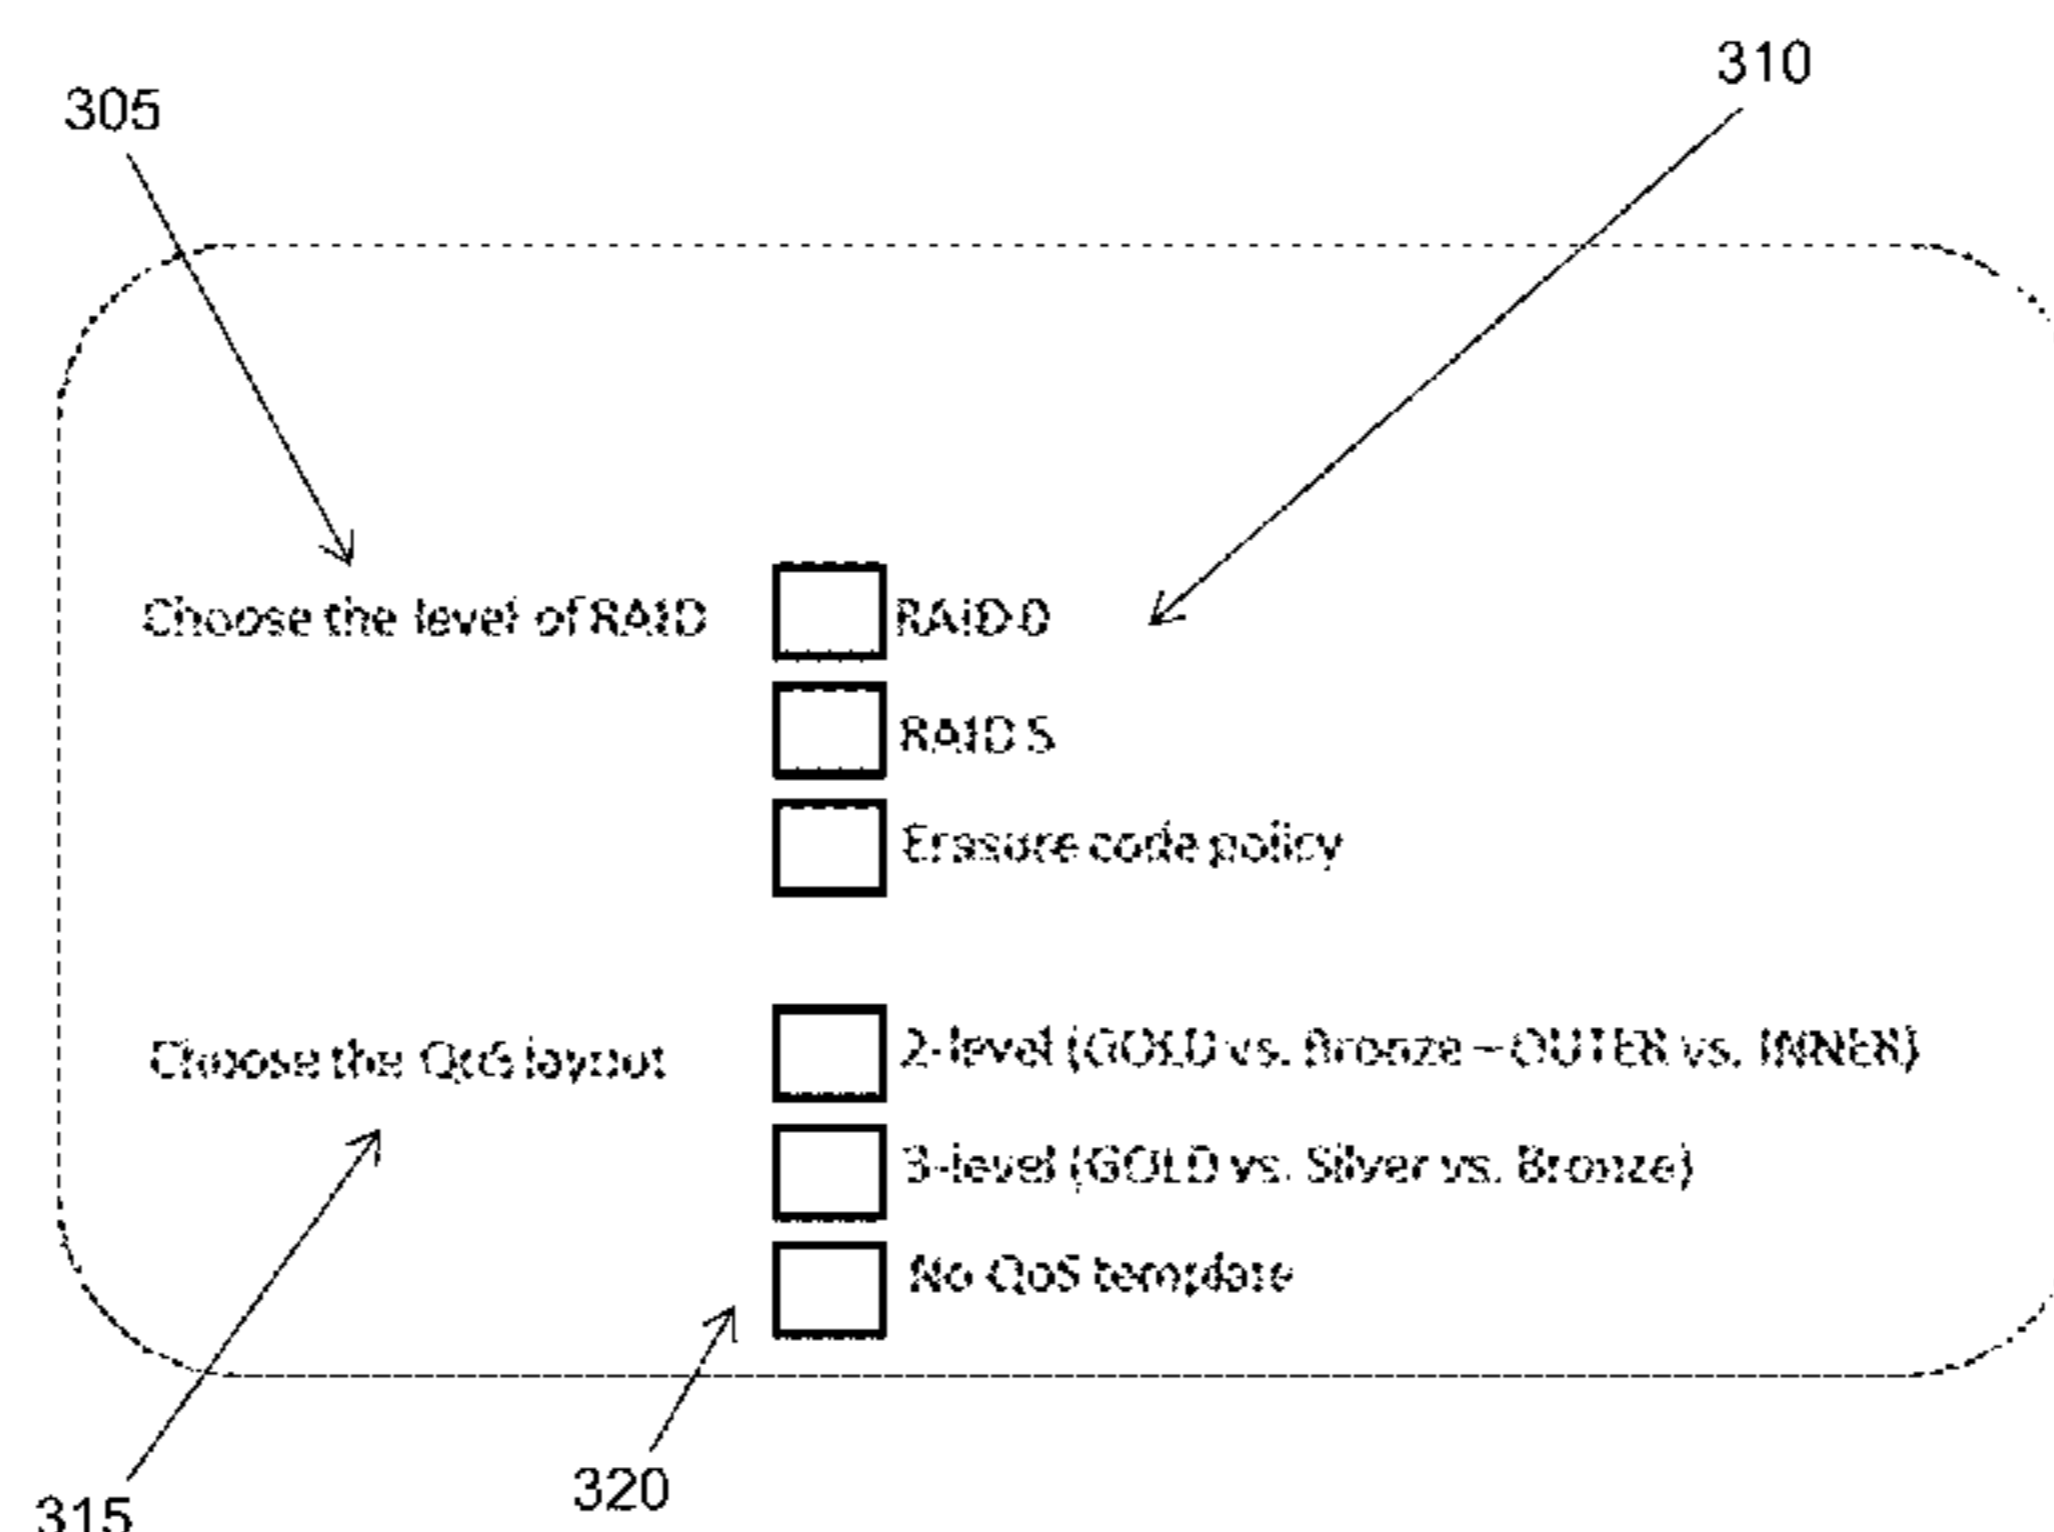 310
305
Choose the level of RAID
RAID 0
RAID 5
Erasure code policy
Choose the QoS layout
2-level (GOLD vs. Bronze – OUTER vs. INNER)
3-level (GOLD vs. Silver vs. Bronze)
No QoS template
320
315